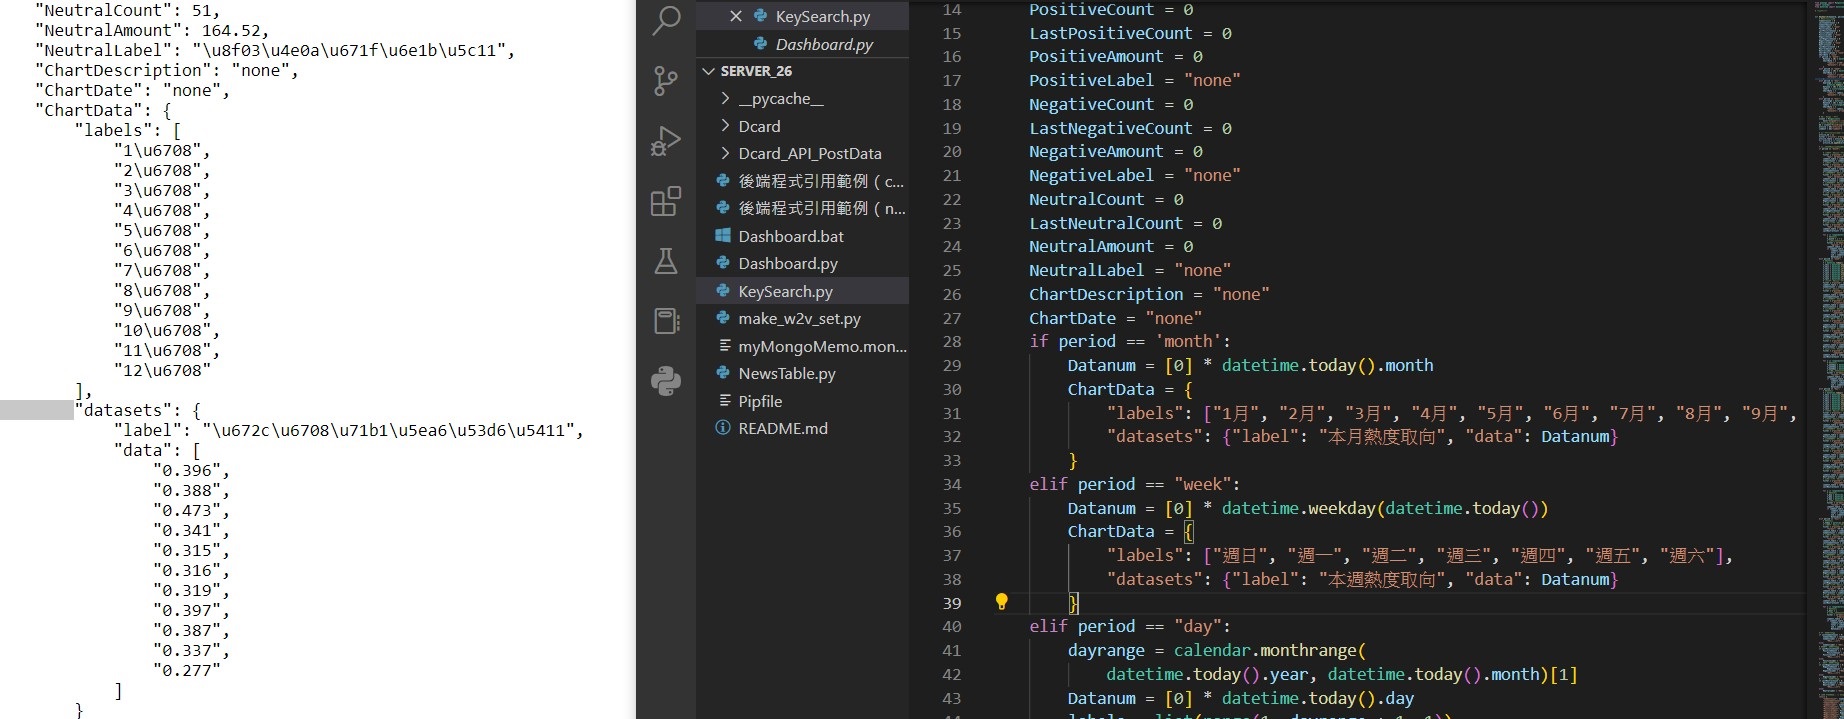 "NeutralCount": 51,
"NeutralAmount": 164.52,
"NeutralLabel": "\u8f03\u4e0a\u671f\u6e1b\u5c11",
"ChartDescription": "none",
"ChartDate": "none",
"ChartData": {
"labels": [
"1\u6708",
"2\u6708",
"3\u6708",
"4\u6708",
"5\u6708",
"6\u6708",
"7\u6708",
"8\u6708",
"9\u6708",
"10\u6708",
"11\u6708",
"12\u6708"
],
"datasets": {
"label": "\u672c\u6708\u71b1\u5ea6\u53d6\u5411",
"data": [
"0.396",
"0.388",
"0.473",
"0.341",
"0.315",
"0.316",
"0.319",
"0.397",
"0.387",
"0.337",
"0.277"
]
}
KeySearch.py
Dashboard.py
SERVER_26
__pycache__
Dcard
Dcard_API_PostData
後端程式引用範例 ( c...
後端程式引用範例 ( n...
Dashboard.bat
Dashboard.py
KeySearch.py
make_w2v_set.py
myMongoMemo.mon...
NewsTable.py
Pipfile
README.md
14 PositiveCount = 0
15 LastPositiveCount = 0
16 PositiveAmount = 0
17 PositiveLabel = "none"
18 NegativeCount = 0
19 LastNegativeCount = 0
20 NegativeAmount = 0
21 NegativeLabel = "none"
22 NeutralCount = 0
23 LastNeutralCount = 0
24 NeutralAmount = 0
25 NeutralLabel = "none"
26 ChartDescription = "none"
27 ChartDate = "none"
28 if period == 'month':
29 Datanum = [0] * datetime.today().month
30 ChartData = {
31 "labels": ["1月", "2月", "3月", "4月", "5月", "6月", "7月", "8月", "9月",
32 "datasets": {"label": "本月熱度取向", "data": Datanum}
33 }
34 elif period == "week":
35 Datanum = [0] * datetime.weekday(datetime.today())
36 ChartData = {
37 "labels": ["週日", "週一", "週二", "週三", "週四", "週五", "週六"],
38 "datasets": {"label": "本週熱度取向", "data": Datanum}
39 }
40 elif period == "day":
41 dayrange = calendar.monthrange(
42 datetime.today().year, datetime.today().month)[1]
43 Datanum = [0] * datetime.today().day